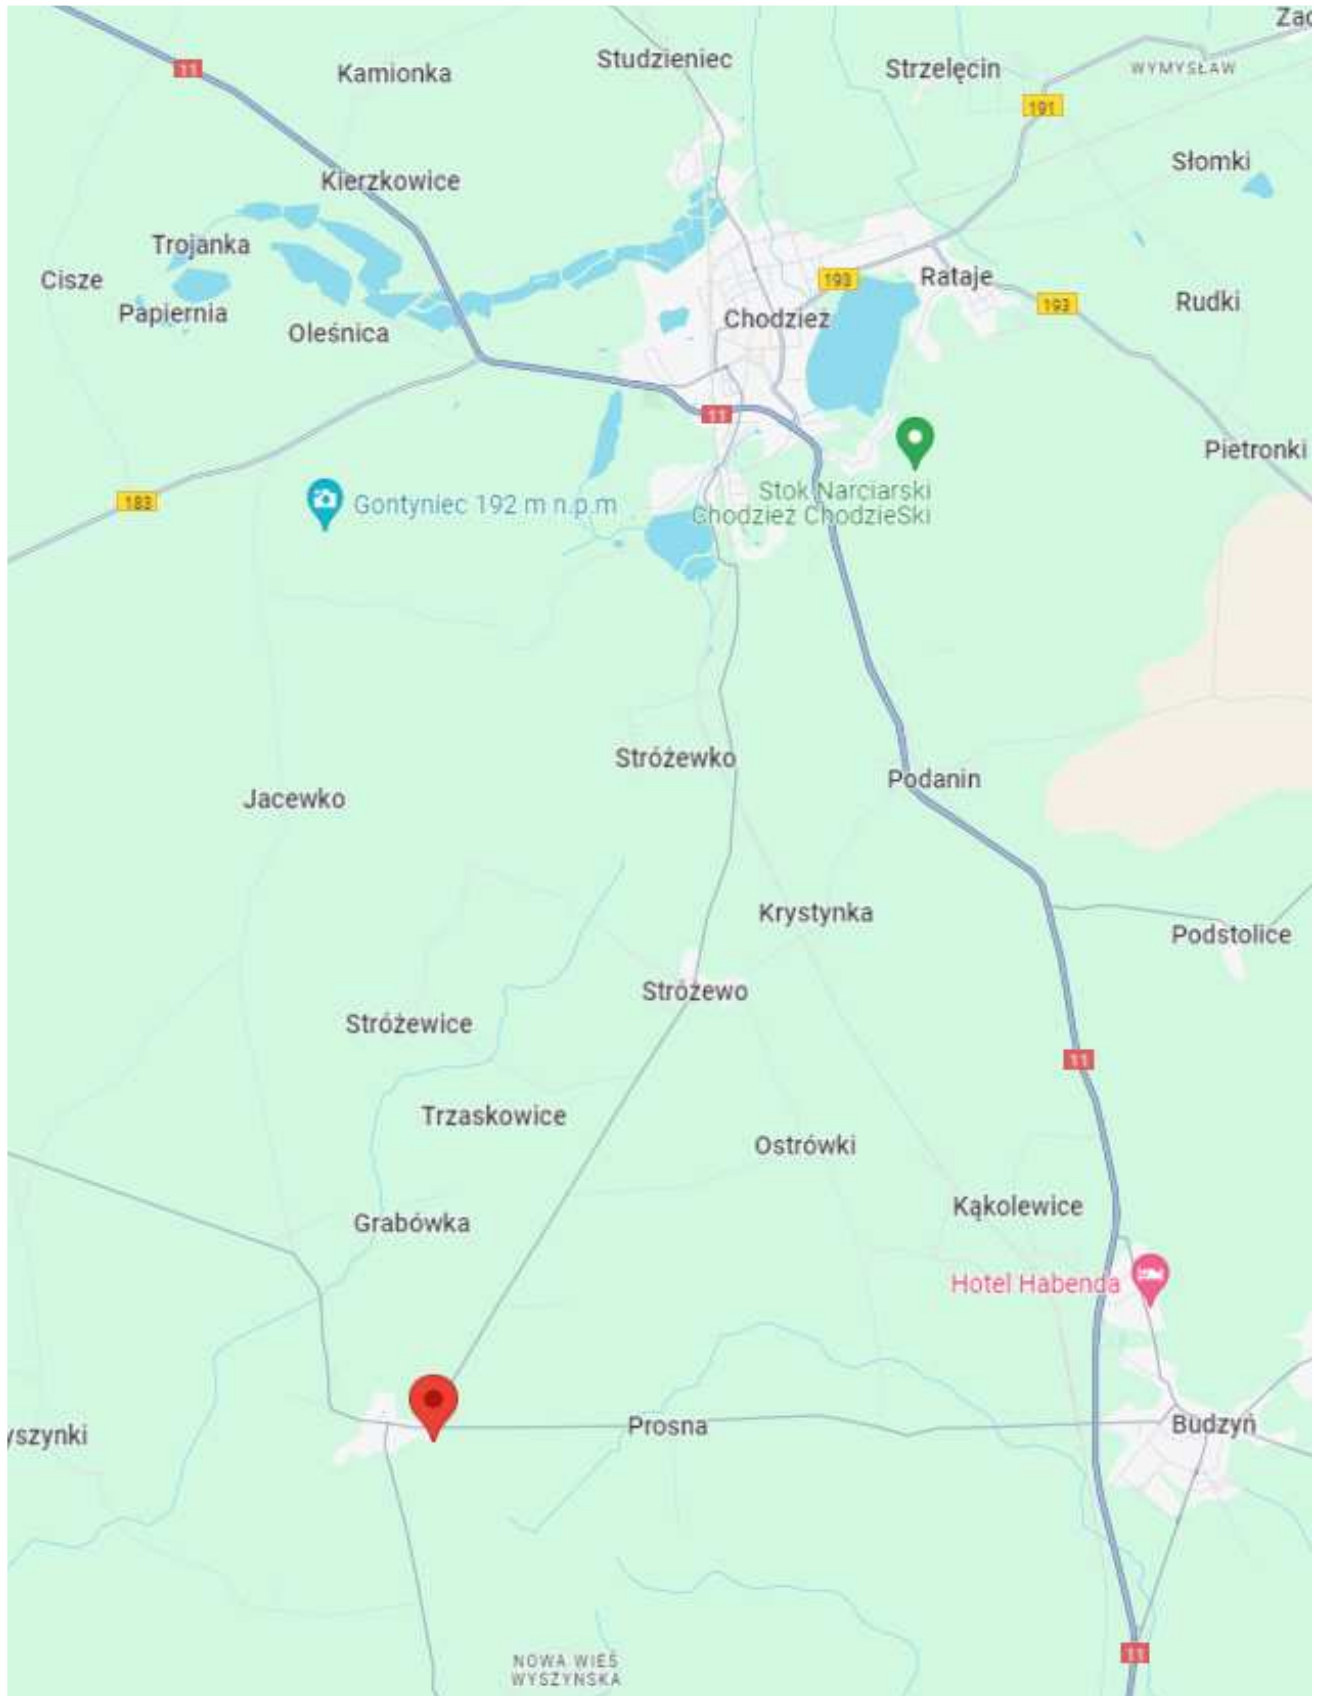 Zac
Studzieniec
Strzelęcin
WYMYSŁAW
11
Kamionka
191
Słomki
Kierzkowice
Trojanka
Cisze
193
Rataje
Papiernia
193
Rudki
Oleśnica
Chodzież
11
Pietronki
183
Gontyniec 192 m n.p.m
Stok Narciarski
Chodzież ChodzieSki
Stróżewko
Podanin
Jacewko
Krystynka
Podstolice
Stróżewo
Stróżewice
11
Trzaskowice
Ostrówki
Kąkolewice
Grabówka
Hotel Habenda
Prosna
Budzyń
yszynki
11
NOWA WIEŚ
WYSZYŃSKA